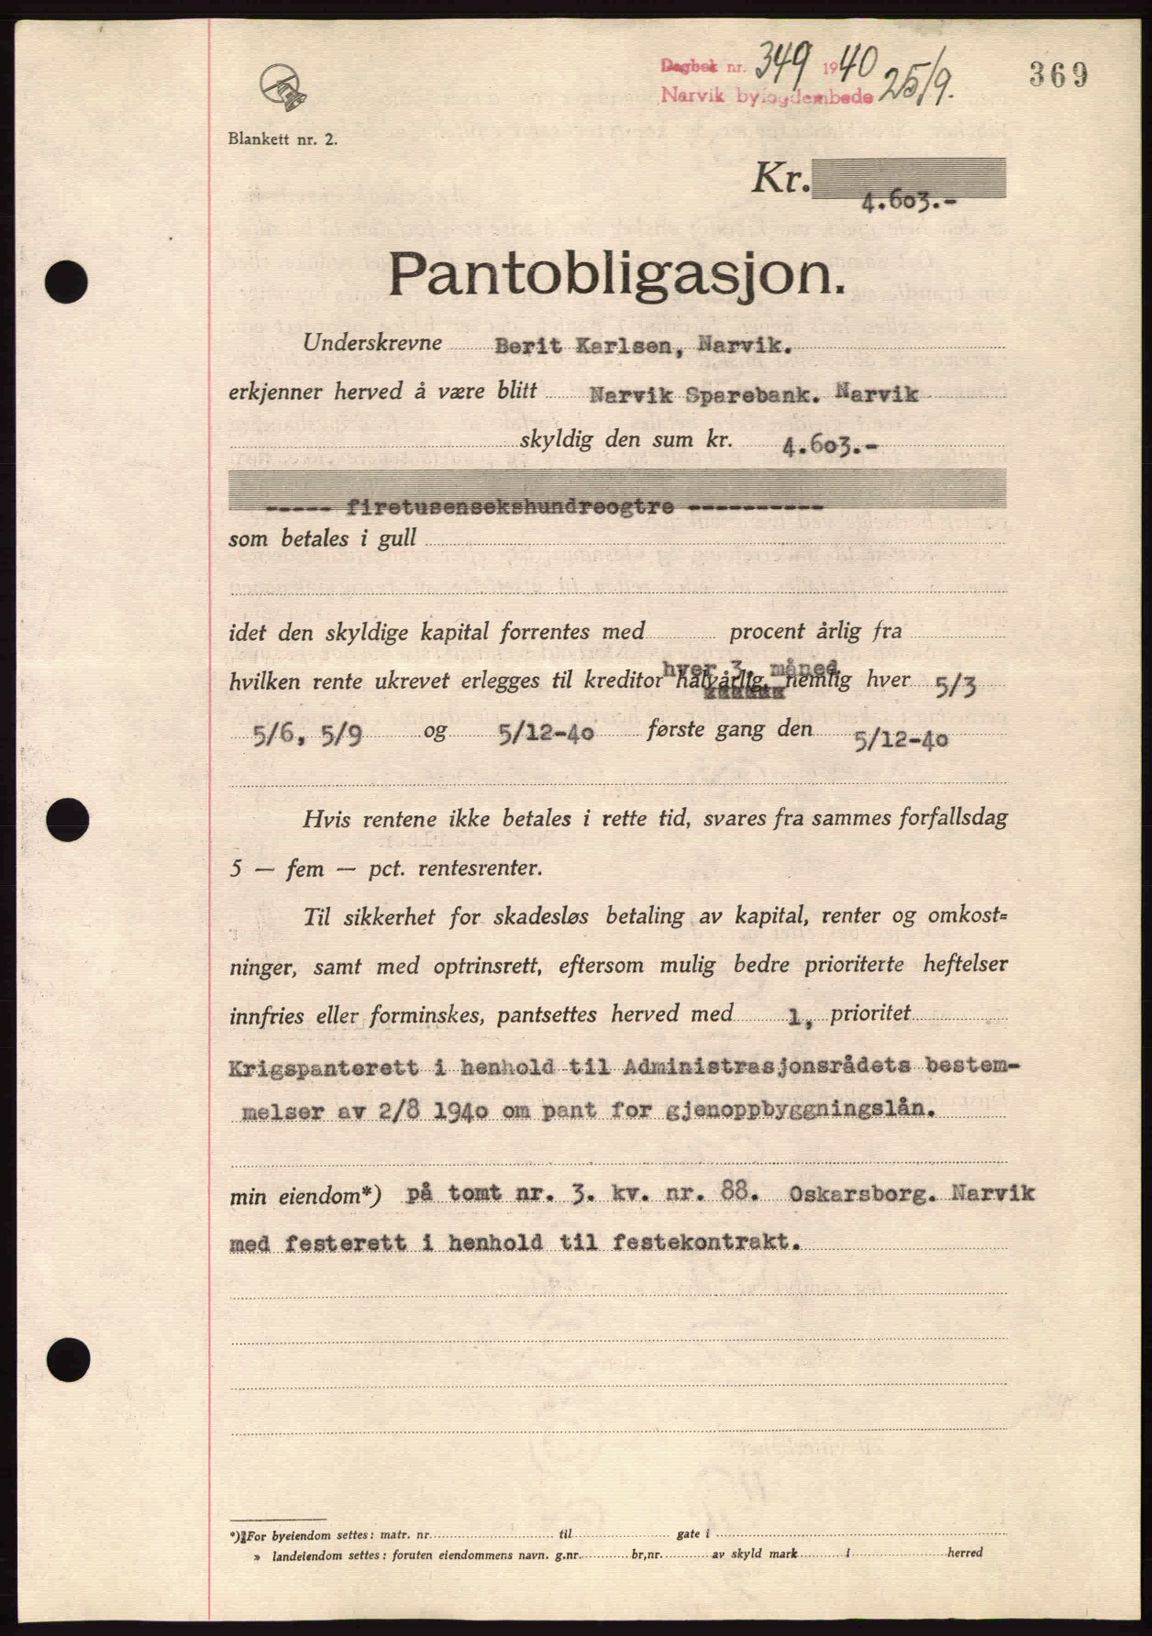 Dagbok nr. 349 1940
Narvik byfogdembede 25/9.
369
Blankett nr. 2.
Kr. 4.603.-
Pantobligasjon.
Underskrevne Berit Karlsen, Narvik.
erkjenner herved å være blitt Narvik Sparebank. Narvik
skyldig den sum kr. 4.603.-
----- firetusensekshundreogtre ----------
som betales i gull
idet den skyldige kapital forrentes med procent årlig fra
hver 3. måned
hvilken rente ukrevet erlegges til kreditor halvårlig, nemlig hver 5/3
5/6, 5/9 og 5/12-40 første gang den 5/12-40
Hvis rentene ikke betales i rette tid, svares fra sammes forfallsdag
5 — fem — pct. rentesrenter.
Til sikkerhet for skadesløs betaling av kapital, renter og omkost=
ninger, samt med optrinsrett, eftersom mulig bedre prioriterte heftelser
innfries eller forminskes, pantsettes herved med 1, prioritet
Krigspanterett i henhold til Administrasjonsrådets bestem-
melser av 2/8 1940 om pant for gjenoppbyggningslån.
min eiendom*) på tomt nr. 3. kv. nr. 88. Oskarsborg. Narvik
med festerett i henhold til festekontrakt.
*) For byeiendom settes: matr. nr. til gate i
» landeiendom settes: foruten eiendommens navn. g.nr. br,nr. av skyld mark i herred